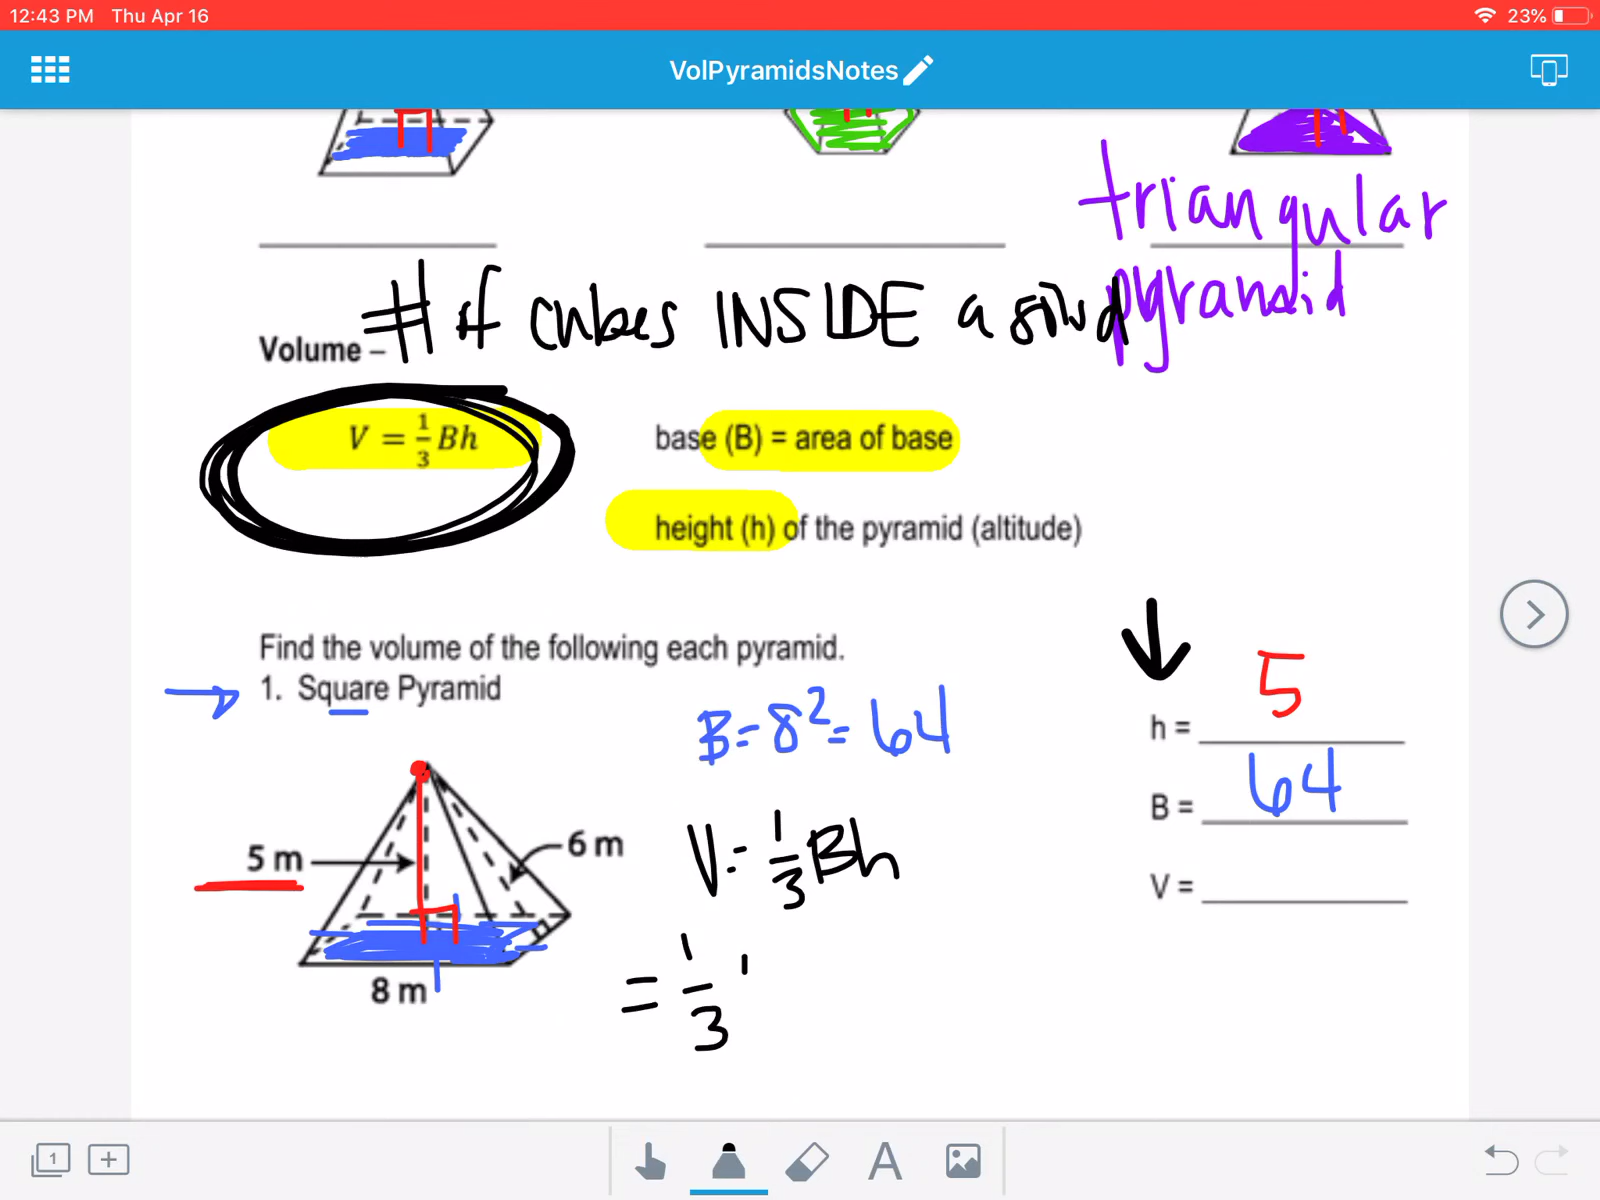 12:43 PM Thu Apr 16 23%
VolPyramidsNotes
triangular
pyramid
# of cubes INSIDE a solid
Volume –
V = 1/3 Bh
base (B) = area of base
height (h) of the pyramid (altitude)
Find the volume of the following each pyramid.
1. Square Pyramid
B = 8² = 64
h = 5
B = 64
V =
5 m
6 m
8 m
V = 1/3 Bh
= 1/3
1
A